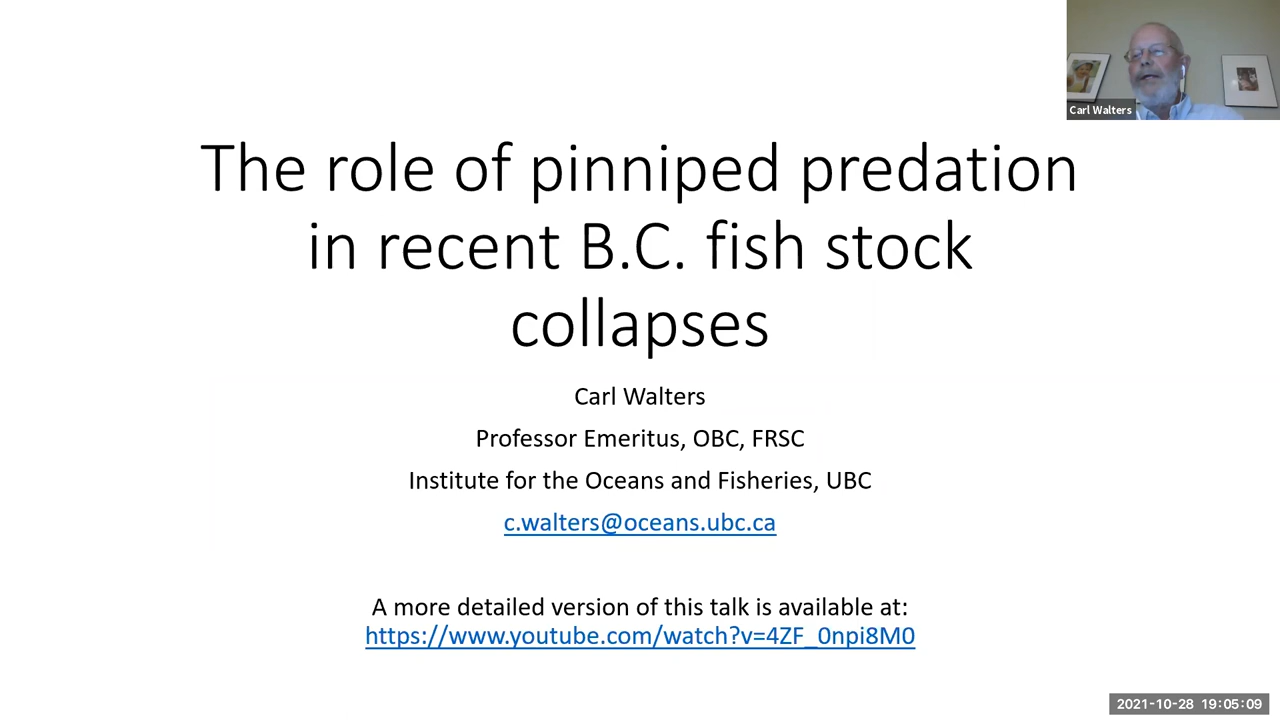 Carl Walters
The role of pinniped predation
in recent B.C. fish stock
collapses
Carl Walters
Professor Emeritus, OBC, FRSC
Institute for the Oceans and Fisheries, UBC
c.walters@oceans.ubc.ca
A more detailed version of this talk is available at:
https://www.youtube.com/watch?v=4ZF_0npi8M0
2021-10-28 19:05:09